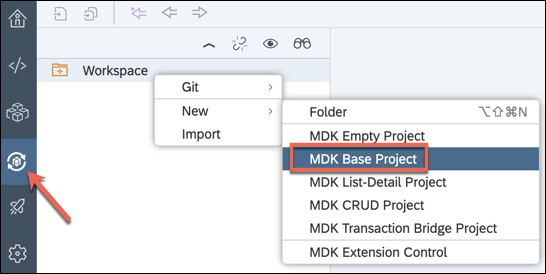 Workspace
Git
New
Import
Folder ⌥⇧⌘N
MDK Empty Project
MDK Base Project
MDK List-Detail Project
MDK CRUD Project
MDK Transaction Bridge Project
MDK Extension Control